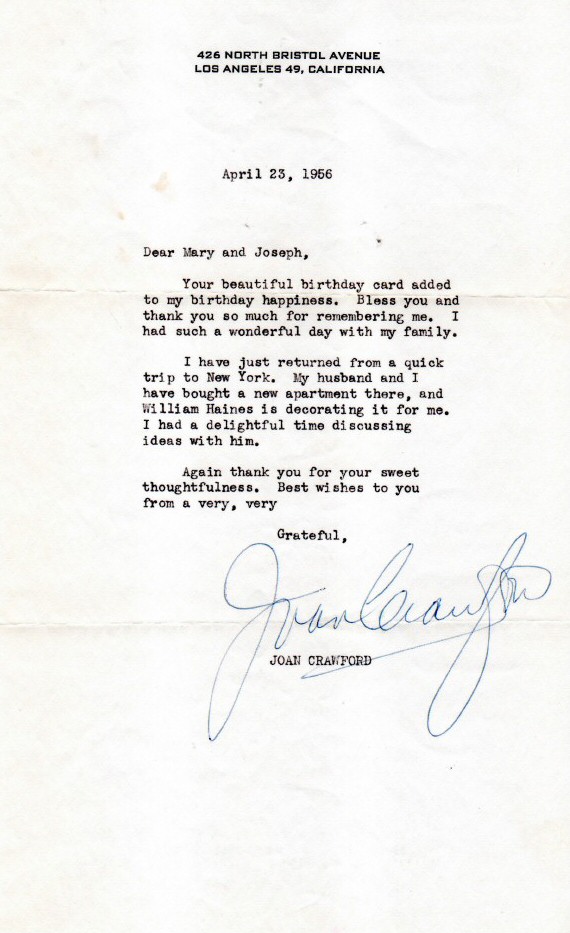 426 NORTH BRISTOL AVENUE
LOS ANGELES 49, CALIFORNIA
April 23, 1956
Dear Mary and Joseph,
Your beautiful birthday card added
to my birthday happiness. Bless you and
thank you so much for remembering me. I
had such a wonderful day with my family.
I have just returned from a quick
trip to New York. My husband and I
have bought a new apartment there, and
William Haines is decorating it for me.
I had a delightful time discussing
ideas with him.
Again thank you for your sweet
thoughtfulness. Best wishes to you
from a very, very
Grateful,
Joan Crawford
JOAN CRAWFORD